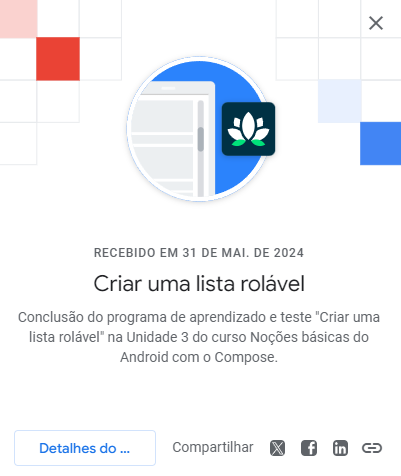 RECEBIDO EM 31 DE MAI. DE 2024
Criar uma lista rolável
Conclusão do programa de aprendizado e teste "Criar uma
lista rolável" na Unidade 3 do curso Noções básicas do
Android com o Compose.
Detalhes do ...
Compartilhar